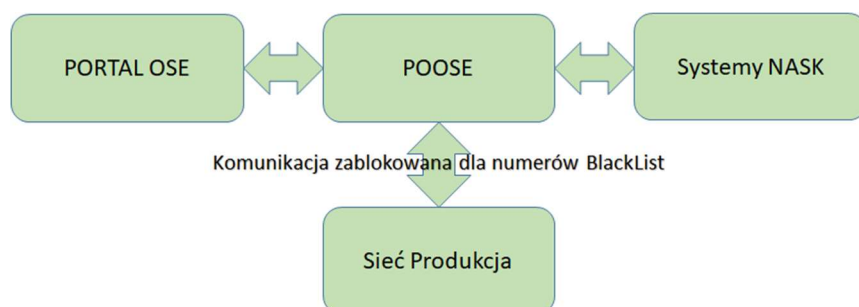 PORTAL OSE
POOSE
Systemy NASK
Komunikacja zablokowana dla numerów BlackList
Sieć Produkcja